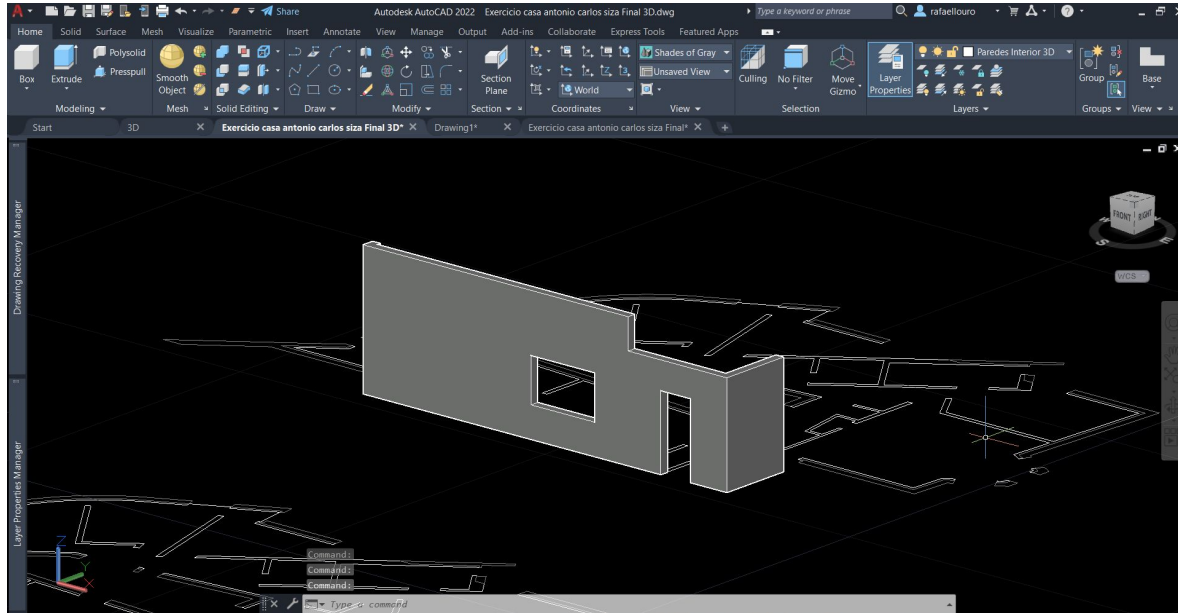 A Share Autodesk AutoCAD 2022 Exercicio casa antonio carlos siza Final 3D.dwg Type a keyword or phrase rafaellouro
Home Solid Surface Mesh Visualize Parametric Insert Annotate View Manage Output Add-ins Collaborate Express Tools Featured Apps
Polysolid Shades of Gray Paredes Interior 3D
Presspull Unsaved View
Box Extrude Smooth Object Section Plane World Culling No Filter Move Gizmo Layer Properties Group Base
Modeling Mesh Solid Editing Draw Modify Section Coordinates View Selection Layers Groups View
Start 3D Exercicio casa antonio carlos siza Final 3D* Drawing1* Exercicio casa antonio carlos siza Final*
Drawing Recovery Manager
FRONT RIGHT
S E
WCS
Layer Properties Manager
Z
Y
X
Command:
Command:
Command:
Type a command